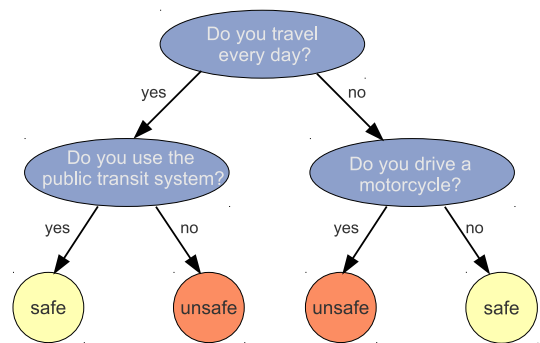 Do you travel
every day?
yes
no
Do you use the
public transit system?
Do you drive a
motorcycle?
yes
no
yes
no
safe
unsafe
unsafe
safe